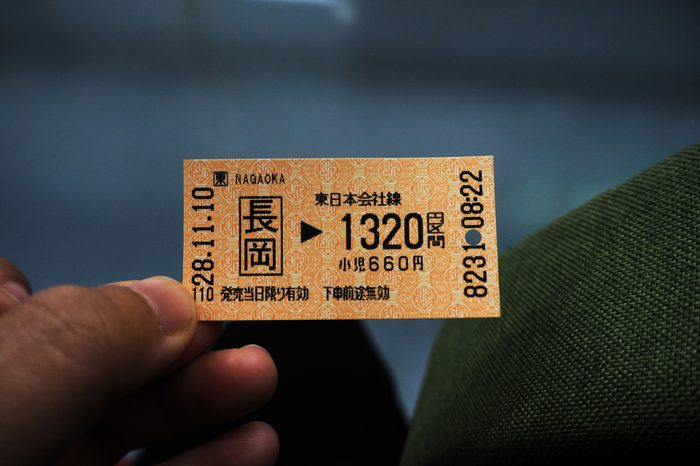 東 NAGAOKA
28.11.10
長岡
▶
東日本会社線
1320円区間
小児660円
110 発売当日限り有効 下車前途無効
8231 08:22